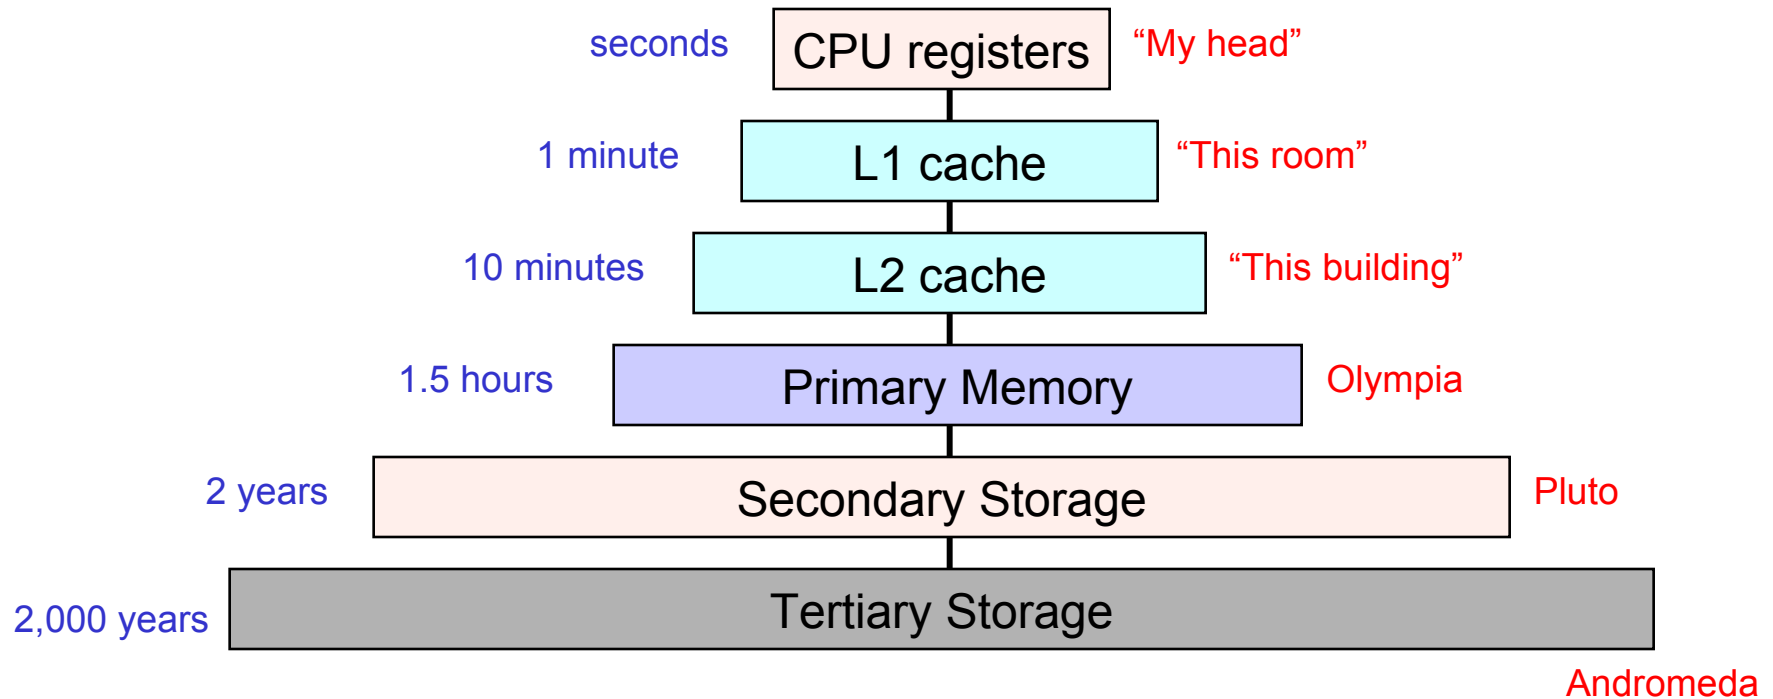 seconds CPU registers “My head”
1 minute L1 cache “This room”
10 minutes L2 cache “This building”
1.5 hours Primary Memory Olympia
2 years Secondary Storage Pluto
2,000 years Tertiary Storage
Andromeda